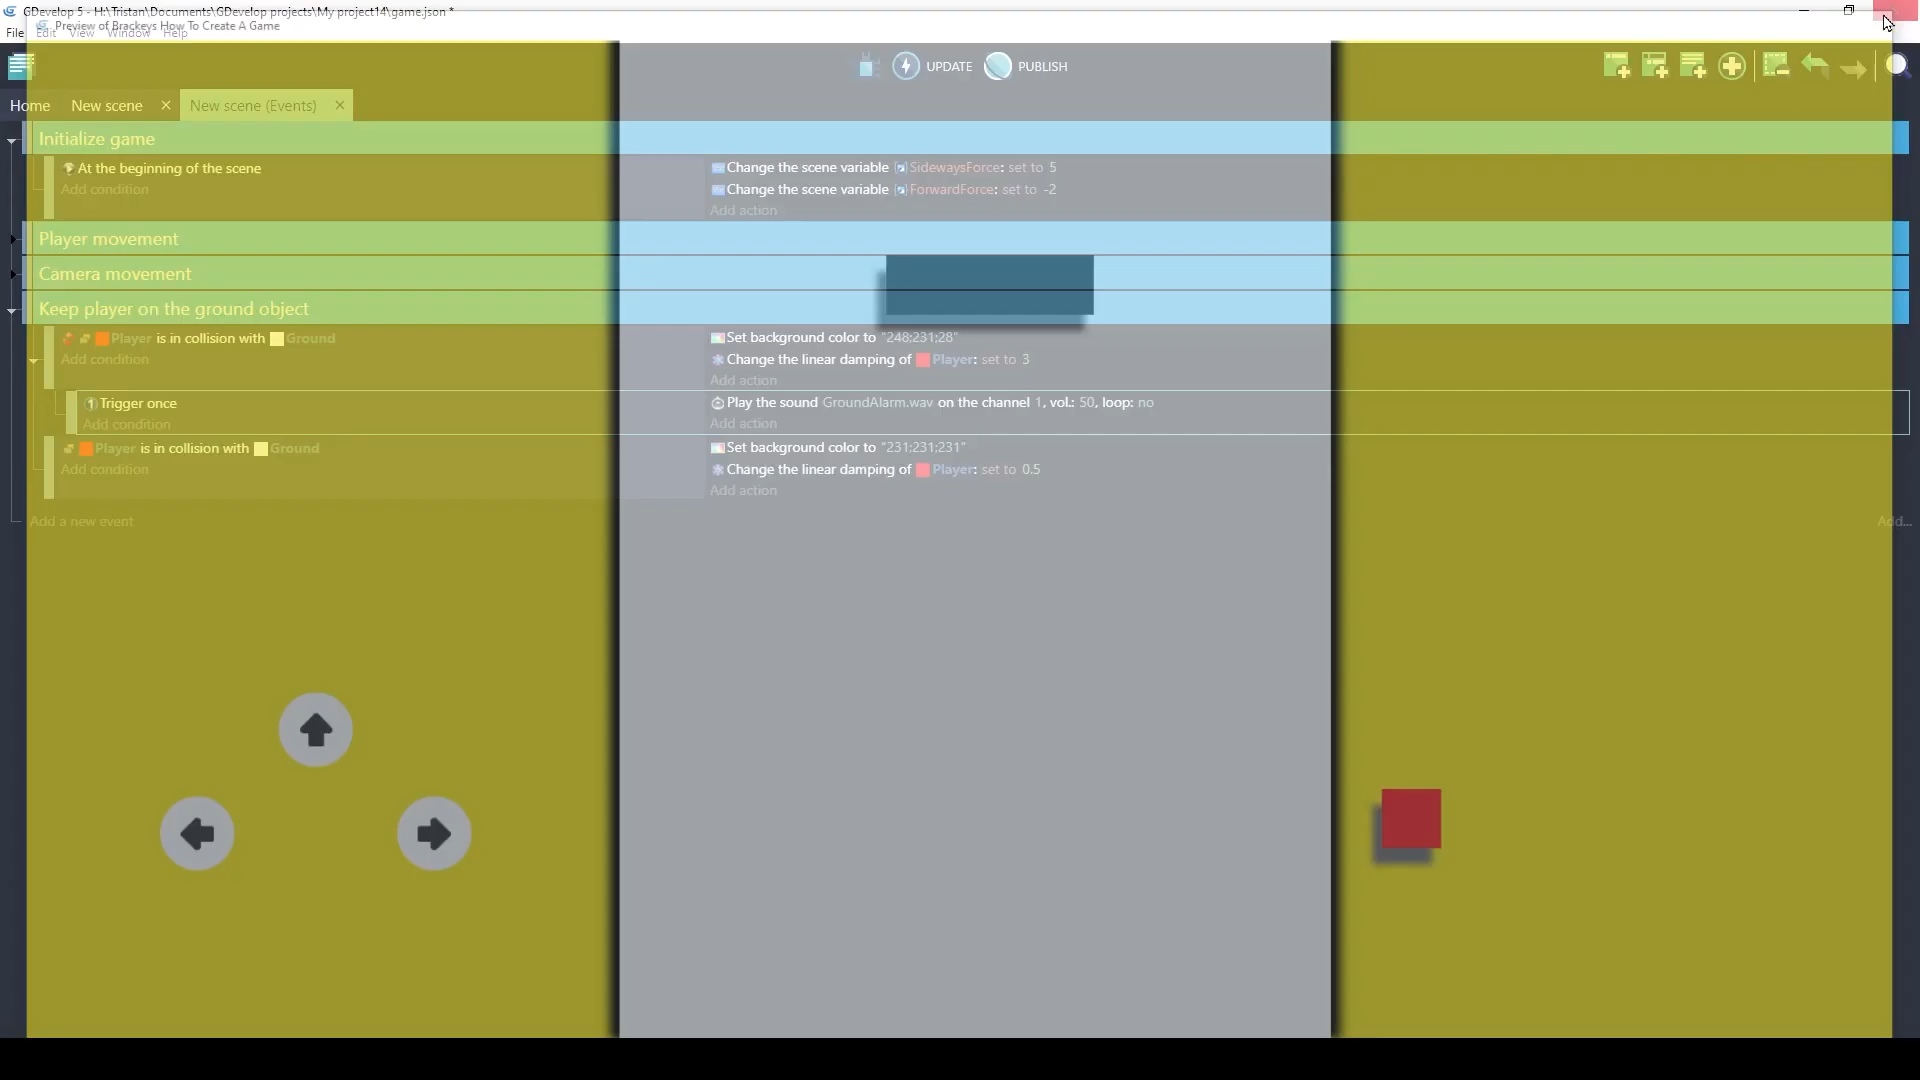 GDevelop 5 - H:\Tristan\Documents\GDevelop projects\My project14\game.json *
Preview of Brackeys How To Create A Game
File Edit View Window Help
UPDATE PUBLISH
Home New scene × New scene (Events) ×
Initialize game
At the beginning of the scene
Add condition
Change the scene variable SidewaysForce: set to 5
Change the scene variable ForwardForce: set to -2
Add action
Player movement
Camera movement
Keep player on the ground object
Player is in collision with Ground
Add condition
Set background color to "248;231;28"
Change the linear damping of Player: set to 3
Add action
1 Trigger once
Add condition
Play the sound GroundAlarm.wav on the channel 1, vol.: 50, loop: no
Add action
Player is in collision with Ground
Add condition
Set background color to "231;231;231"
Change the linear damping of Player: set to 0.5
Add action
Add a new event
Add...